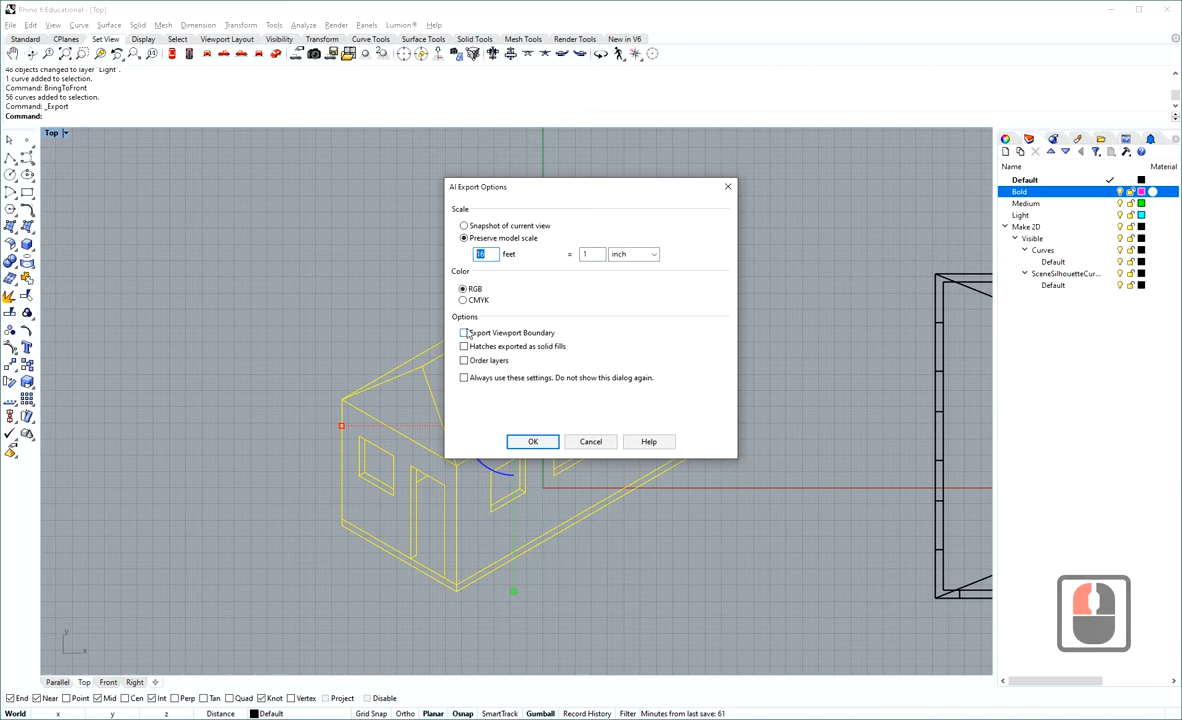 Rhino 6 Educational - [Top]
File Edit View Curve Surface Solid Mesh Dimension Transform Tools Analyze Render Panels Lumion® Help
Standard CPlanes Set View Display Select Viewport Layout Visibility Transform Curve Tools Surface Tools Solid Tools Mesh Tools Render Tools New in V6
48 objects changed to layer "Light".
1 curve added to selection.
Command: BringToFront
56 curves added to selection.
Command: _Export
Command:
Top
AI Export Options
Scale
Snapshot of current view
Preserve model scale
16 feet = 1 inch
Color
RGB
CMYK
Options
Export Viewport Boundary
Hatches exported as solid fills
Order layers
Always use these settings. Do not show this dialog again.
OK Cancel Help
Name Material
Default
Bold
Medium
Light
Make 2D
Visible
Curves
Default
SceneSilhouetteCur...
Default
y
x
Parallel Top Front Right
End Near Point Mid Cen Int Perp Tan Quad Knot Vertex Project Disable
World x y z Distance Default Grid Snap Ortho Planar Osnap SmartTrack Gumball Record History Filter Minutes from last save: 61